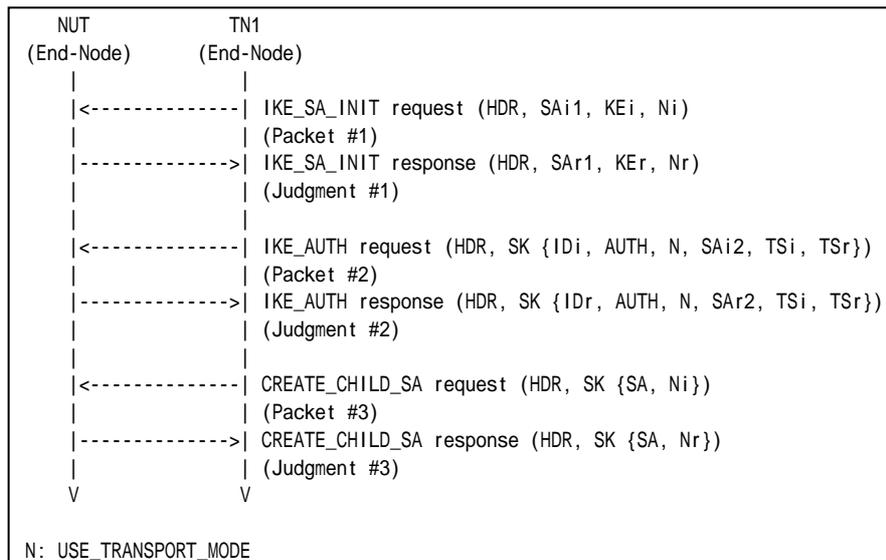 NUT TN1
(End-Node) (End-Node)
| |
|<--------------| IKE_SA_INIT request (HDR, SAi1, KEi, Ni)
| | (Packet #1)
|-------------->| IKE_SA_INIT response (HDR, SAr1, KEr, Nr)
| | (Judgment #1)
| |
|<--------------| IKE_AUTH request (HDR, SK {IDi, AUTH, N, SAi2, TSi, TSr})
| | (Packet #2)
|-------------->| IKE_AUTH response (HDR, SK {IDr, AUTH, N, SAr2, TSi, TSr})
| | (Judgment #2)
| |
|<--------------| CREATE_CHILD_SA request (HDR, SK {SA, Ni})
| | (Packet #3)
|-------------->| CREATE_CHILD_SA response (HDR, SK {SA, Nr})
| | (Judgment #3)
V V
N: USE_TRANSPORT_MODE